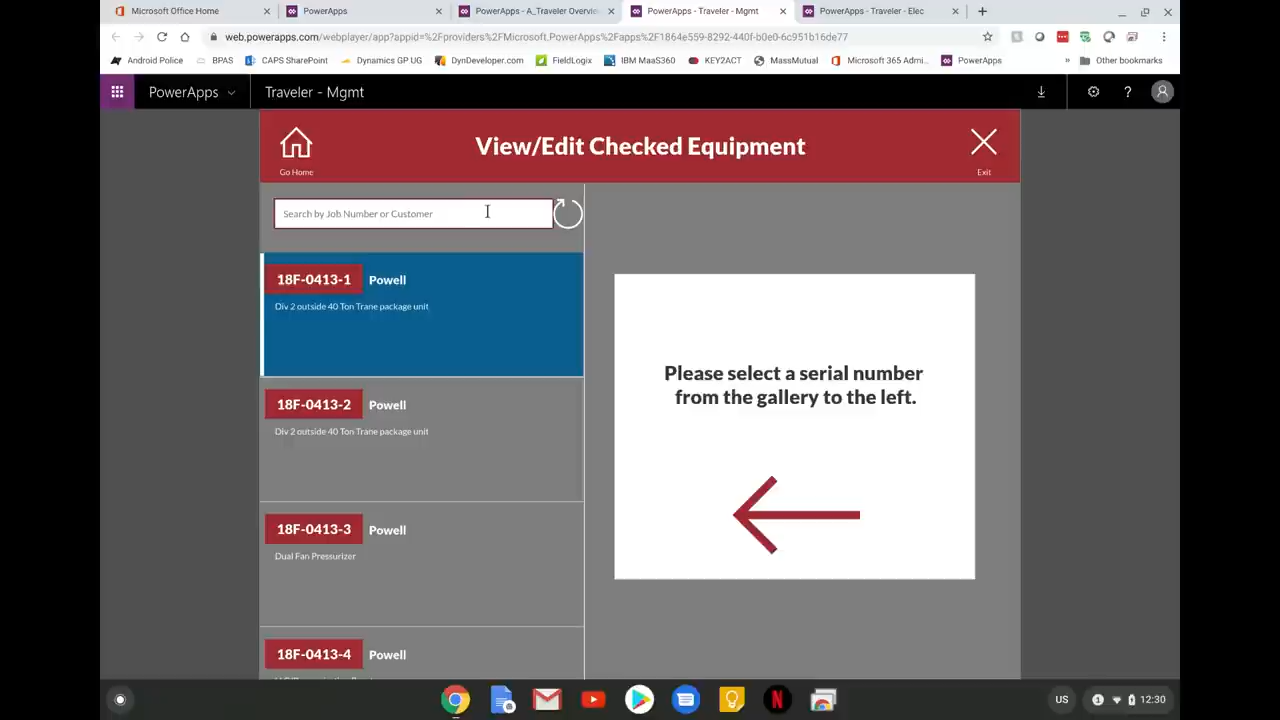 Microsoft Office Home
PowerApps
PowerApps - A_Traveler Overvie
PowerApps - Traveler - Mgmt
PowerApps - Traveler - Elec
web.powerapps.com/webplayer/app?appid=%2Fproviders%2FMicrosoft.PowerApps%2Fapps%2F1864e559-8292-440f-b0e0-6c951b16de77
Android Police
BPAS
CAPS SharePoint
Dynamics GP UG
DynDeveloper.com
FieldLogix
IBM MaaS360
KEY2ACT
MassMutual
Microsoft 365 Admi...
PowerApps
»
Other bookmarks
PowerApps
Traveler - Mgmt
?
Go Home
View/Edit Checked Equipment
Exit
Search by Job Number or Customer
18F-0413-1 Powell
Div 2 outside 40 Ton Trane package unit
18F-0413-2 Powell
Div 2 outside 40 Ton Trane package unit
18F-0413-3 Powell
Dual Fan Pressurizer
18F-0413-4 Powell
Please select a serial number
from the gallery to the left.
US
1
12:30